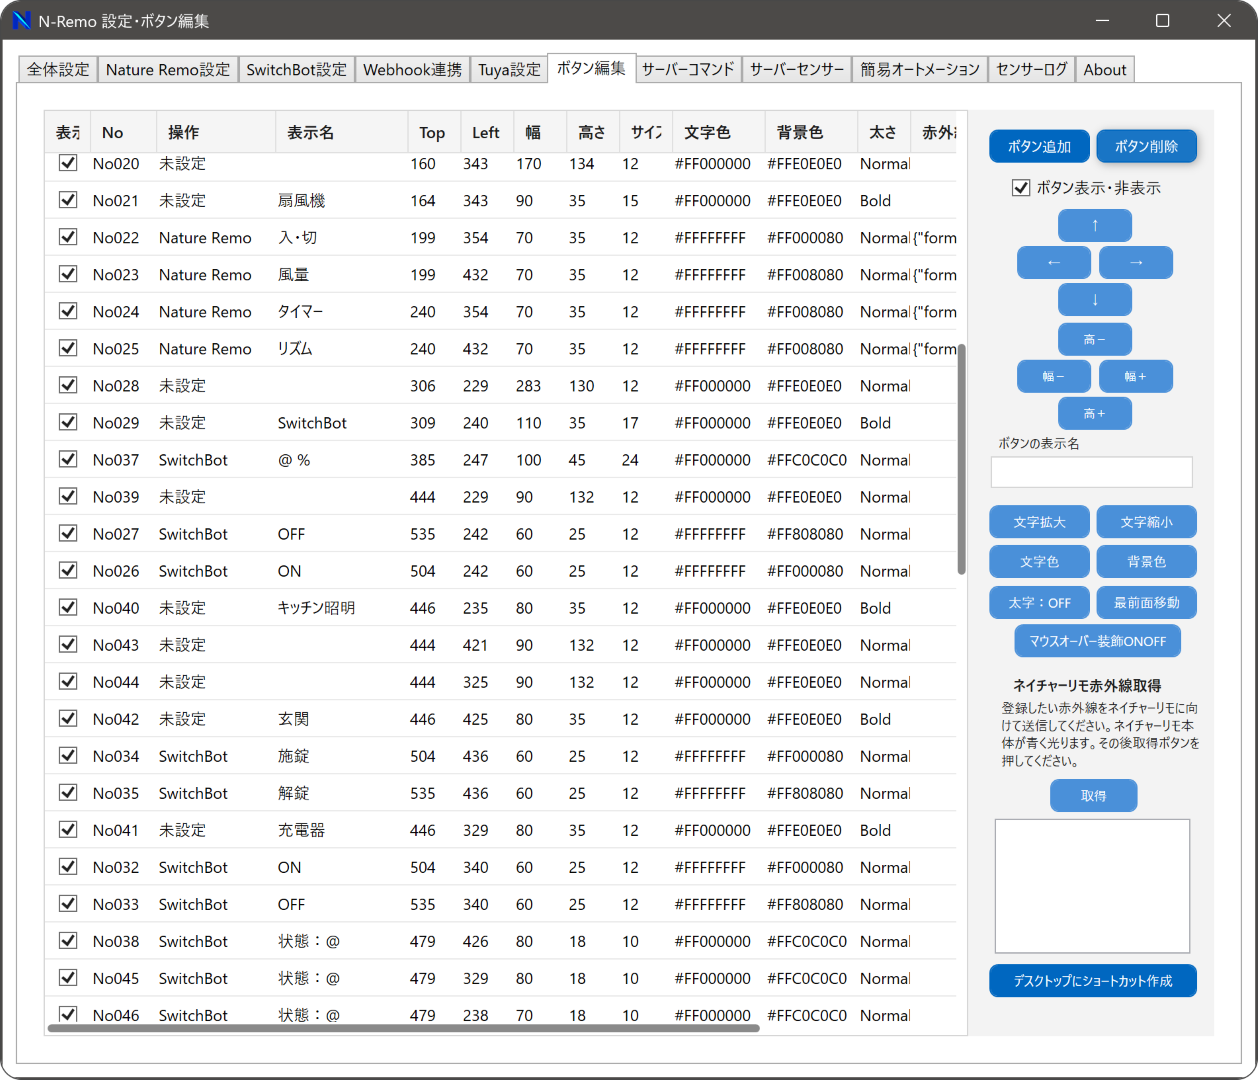 N-Remo 設定・ボタン編集
全体設定 Nature Remo設定 SwitchBot設定 Webhook連携 Tuya設定 ボタン編集 サーバーコマンド サーバーセンサー 簡易オートメーション センサーログ About
表示 No 操作 表示名 Top Left 幅 高さ サイズ 文字色 背景色 太さ 赤外線
No020 未設定 160 343 170 134 12 #FF000000 #FFE0E0E0 Normal
No021 未設定 扇風機 164 343 90 35 15 #FF000000 #FFE0E0E0 Bold
No022 Nature Remo 入・切 199 354 70 35 12 #FFFFFFFF #FF000080 Normal {"form
No023 Nature Remo 風量 199 432 70 35 12 #FFFFFFFF #FF008080 Normal {"form
No024 Nature Remo タイマー 240 354 70 35 12 #FFFFFFFF #FF008080 Normal {"form
No025 Nature Remo リズム 240 432 70 35 12 #FFFFFFFF #FF008080 Normal {"form
No028 未設定 306 229 283 130 12 #FF000000 #FFE0E0E0 Normal
No029 未設定 SwitchBot 309 240 110 35 17 #FF000000 #FFE0E0E0 Bold
No037 SwitchBot @ % 385 247 100 45 24 #FF000000 #FFC0C0C0 Normal
No039 未設定 444 229 90 132 12 #FF000000 #FFE0E0E0 Normal
No027 SwitchBot OFF 535 242 60 25 12 #FFFFFFFF #FF808080 Normal
No026 SwitchBot ON 504 242 60 25 12 #FFFFFFFF #FF000080 Normal
No040 未設定 キッチン昭明 446 235 80 35 12 #FF000000 #FFE0E0E0 Bold
No043 未設定 444 421 90 132 12 #FF000000 #FFE0E0E0 Normal
No044 未設定 444 325 90 132 12 #FF000000 #FFE0E0E0 Normal
No042 未設定 玄関 446 425 80 35 12 #FF000000 #FFE0E0E0 Bold
No034 SwitchBot 施錠 504 436 60 25 12 #FFFFFFFF #FF000080 Normal
No035 SwitchBot 解錠 535 436 60 25 12 #FFFFFFFF #FF808080 Normal
No041 未設定 充電器 446 329 80 35 12 #FF000000 #FFE0E0E0 Bold
No032 SwitchBot ON 504 340 60 25 12 #FFFFFFFF #FF000080 Normal
No033 SwitchBot OFF 535 340 60 25 12 #FFFFFFFF #FF808080 Normal
No038 SwitchBot 状態：@ 479 426 80 18 10 #FF000000 #FFC0C0C0 Normal
No045 SwitchBot 状態：@ 479 329 80 18 10 #FF000000 #FFC0C0C0 Normal
No046 SwitchBot 状態：@ 479 238 70 18 10 #FF000000 #FFC0C0C0 Normal
ボタン追加 ボタン削除
ボタン表示・非表示
↑
← →
↓
高－
幅－ 幅＋
高＋
ボタンの表示名
文字拡大 文字縮小
文字色 背景色
太字：OFF 最前面移動
マウスオーバー装飾ONOFF
ネイチャーリモ赤外線取得
登録したい赤外線をネイチャーリモに向
けて送信してください。ネイチャーリモ本
体が青く光ります。その後取得ボタンを
押してください。
取得
デスクトップにショートカット作成